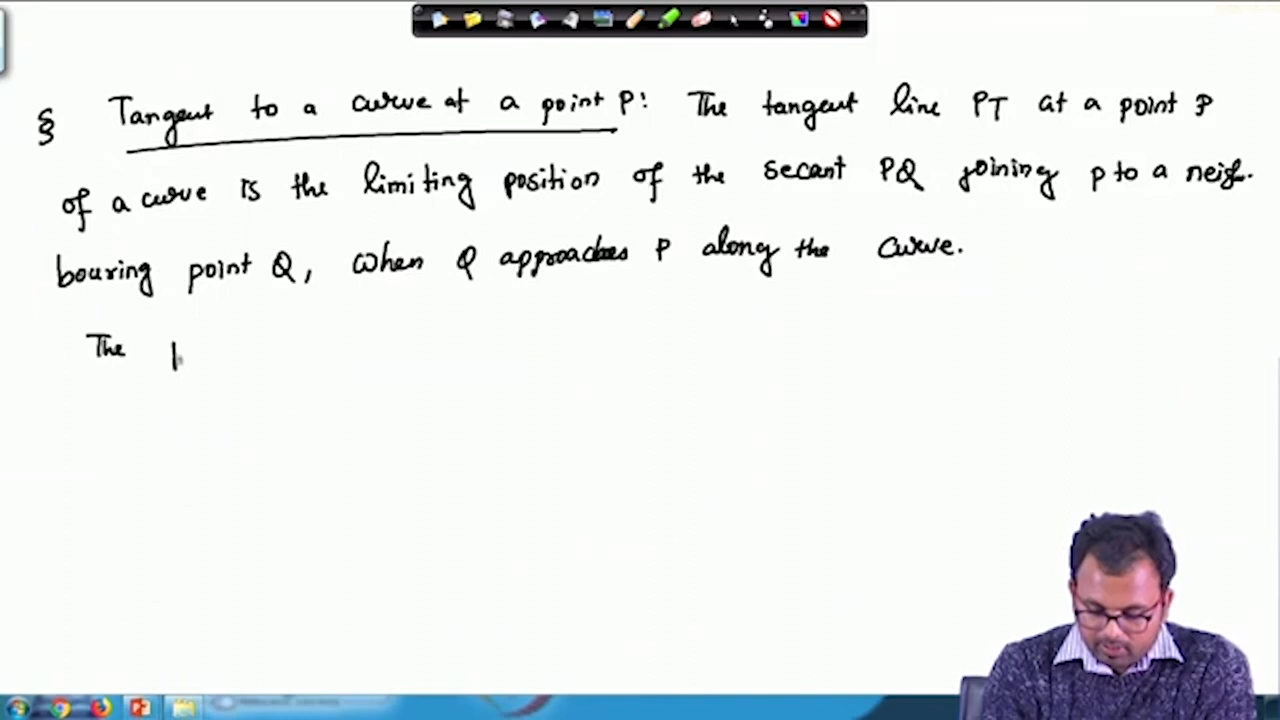 § Tangent to a curve at a point P: The tangent line PT at a point P
of a curve is the limiting position of the secant PQ joining P to a neigh-
bouring point Q, when Q approaches P along the curve.
The